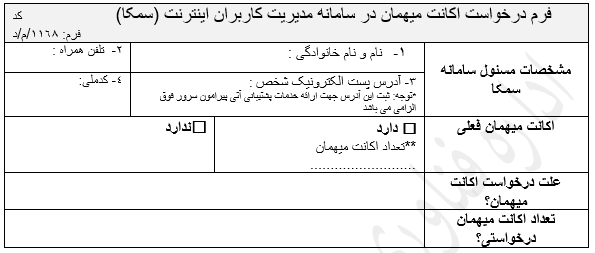 فرم درخواست اکانت میهمان در سامانه مدیریت کاربران اینترنت (سمکا)
کد
فرم: ۱۱۶۸/م/د
مشخصات مسئول سامانه
سمکا
۱- نام و نام خانوادگی :
۲- تلفن همراه :
۳- آدرس پست الکترونیک شخص :
*توجه: ثبت این آدرس جهت ارائه خدمات پشتیبانی آتی پیرامون سرور فوق
الزامی می باشد
۴- کدملی:
اکانت میهمان فعلی
دارد
**تعداد اکانت میهمان
..........................
ندارد
علت درخواست اکانت
میهمان؟
تعداد اکانت میهمان
درخواستی؟
اداره فناوری